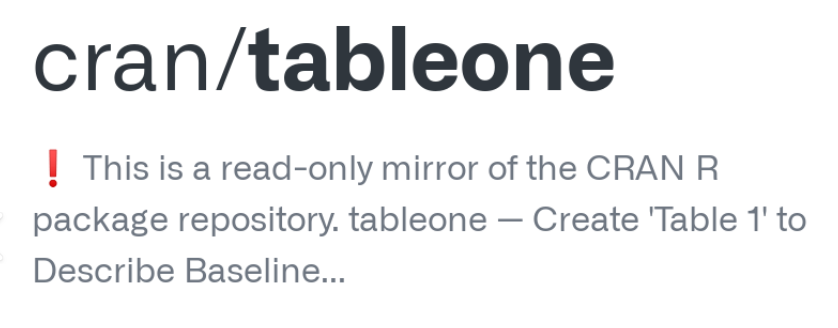 cran/tableone
❗ This is a read-only mirror of the CRAN R
package repository. tableone — Create 'Table 1' to
Describe Baseline...